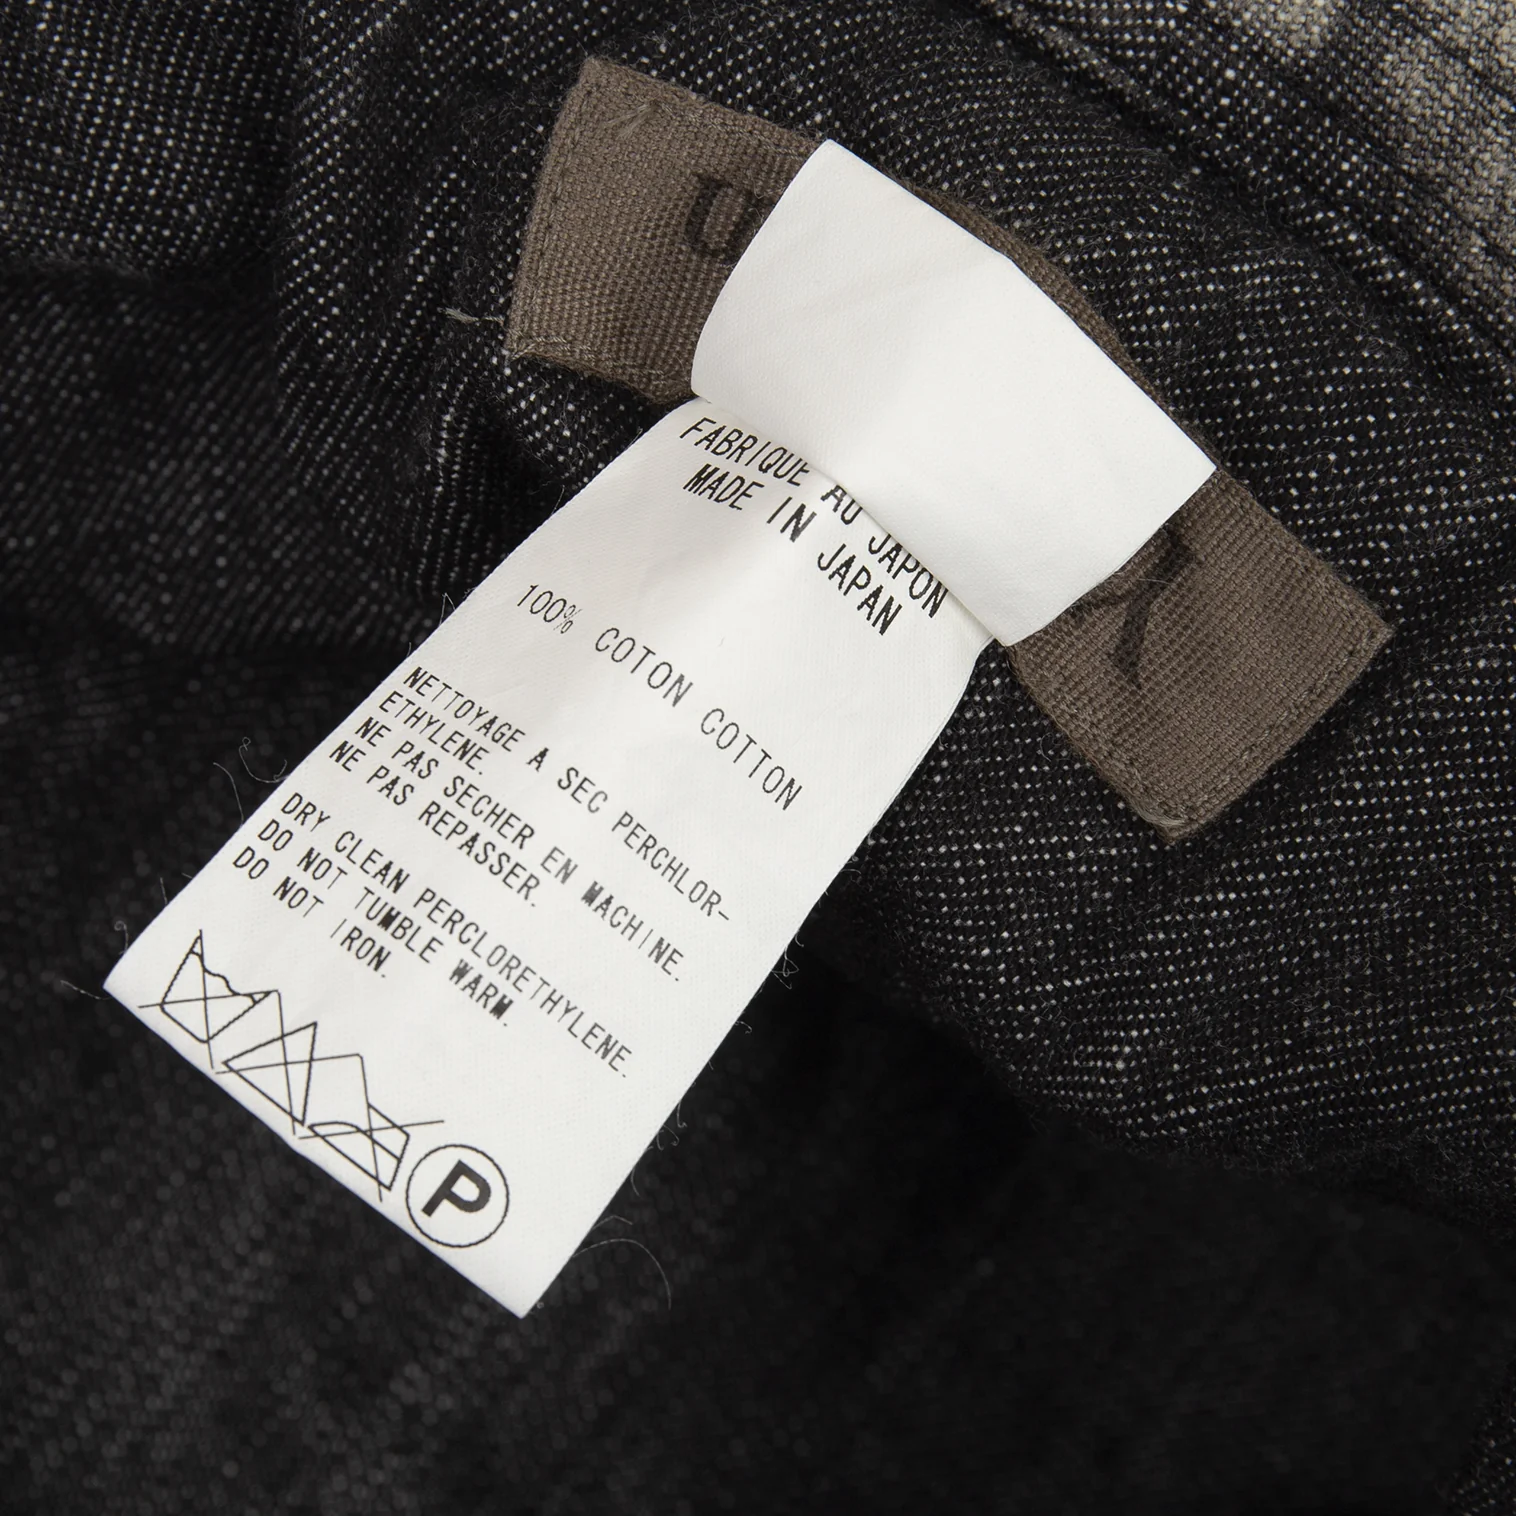 U
FABRIQUE AU JAPON
MADE IN JAPAN
100% COTON COTTON
NETTOYAGE A SEC PERCHLOR-
ETHYLENE.
NE PAS SECHER EN MACHINE.
NE PAS REPASSER.
DRY CLEAN PERCLORETHYLENE.
DO NOT TUMBLE WARM.
DO NOT IRON.
P